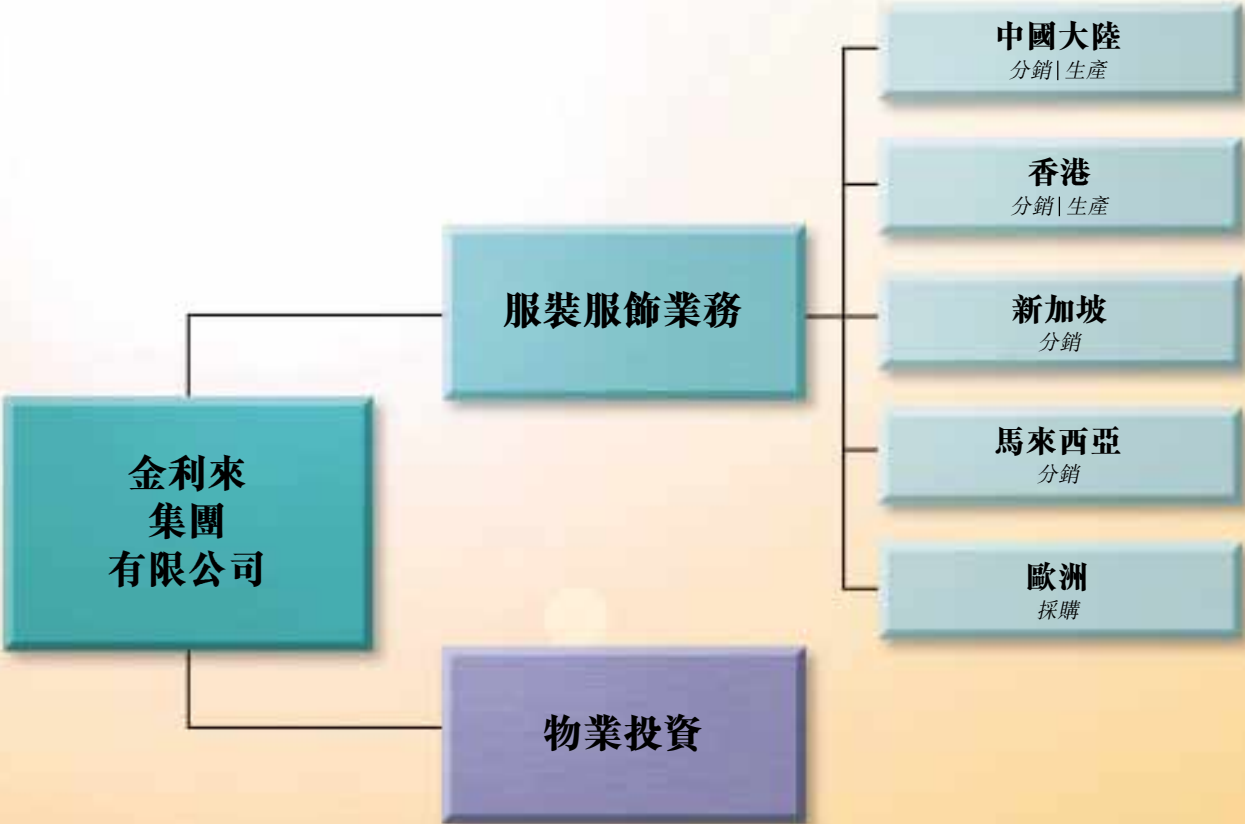 金利來
集團
有限公司
服裝服飾業務
物業投資
中國大陸
分銷|生產
香港
分銷|生產
新加坡
分銷
馬來西亞
分銷
歐洲
採購